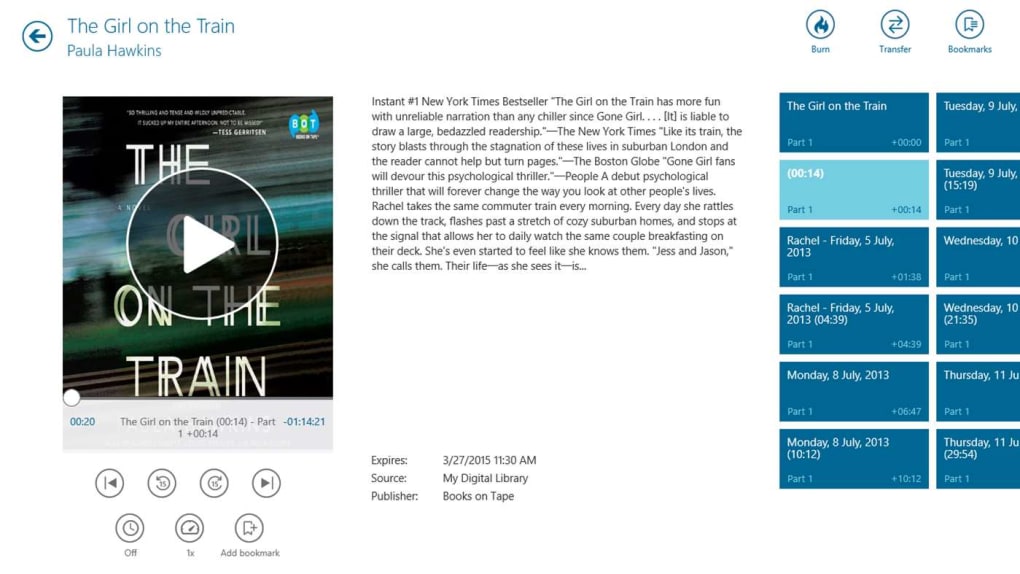 The Girl on the Train
Paula Hawkins
Burn
Transfer
Bookmarks
"SO THRILLING AND TENSE AND WILDLY UNPREDICTABLE,
IT SUCKED UP MY ENTIRE AFTERNOON. NOT TO BE MISSED!"
—TESS GERRITSEN
BOT
BOOKS ON TAPE
THE
A NOVEL
GIRL
ON THE
TRAIN
00:20
The Girl on the Train (00:14) - Part
1 +00:14
-01:14:21
15
15
Off
1x
Add bookmark
Instant #1 New York Times Bestseller "The Girl on the Train has more fun
with unreliable narration than any chiller since Gone Girl. . . . [It] is liable to
draw a large, bedazzled readership."—The New York Times "Like its train, the
story blasts through the stagnation of these lives in suburban London and
the reader cannot help but turn pages."—The Boston Globe "Gone Girl fans
will devour this psychological thriller."—People A debut psychological
thriller that will forever change the way you look at other people's lives.
Rachel takes the same commuter train every morning. Every day she rattles
down the track, flashes past a stretch of cozy suburban homes, and stops at
the signal that allows her to daily watch the same couple breakfasting on
their deck. She's even started to feel like she knows them. "Jess and Jason,"
she calls them. Their life—as she sees it—is...
Expires: 3/27/2015 11:30 AM
Source: My Digital Library
Publisher: Books on Tape
The Girl on the Train
Part 1 +00:00
(00:14)
Part 1 +00:14
Rachel - Friday, 5 July,
2013
Part 1 +01:38
Rachel - Friday, 5 July,
2013 (04:39)
Part 1 +04:39
Monday, 8 July, 2013
Part 1 +06:47
Monday, 8 July, 2013
(10:12)
Part 1 +10:12
Tuesday, 9 July,
Part 1
Tuesday, 9 July,
(15:19)
Part 1
Wednesday, 10
Part 1
Wednesday, 10
(21:35)
Part 1
Thursday, 11 Ju
Part 1
Thursday, 11 Ju
(29:54)
Part 1